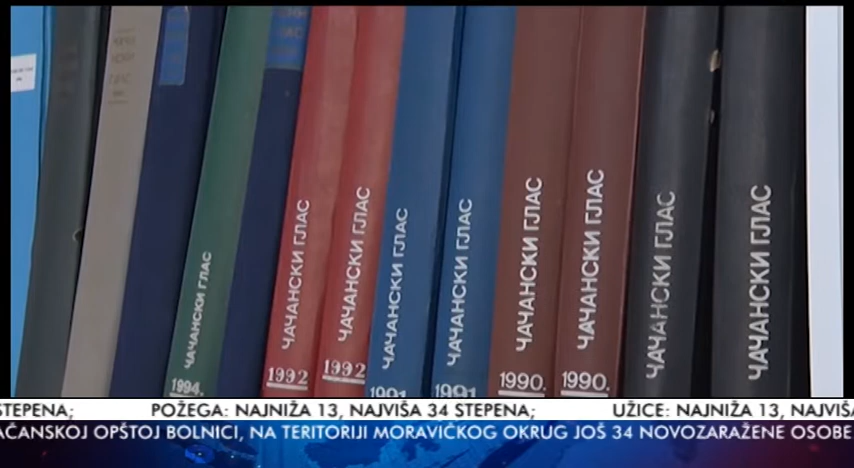 ЧАЧАНСКИ ГЛАС
1994.
ЧАЧАНСКИ ГЛАС
1992
ЧАЧАНСКИ ГЛАС
1992.
ЧАЧАНСКИ ГЛАС
1991
ЧАЧАНСКИ ГЛАС
1991
ЧАЧАНСКИ ГЛАС
1990.
ЧАЧАНСКИ ГЛАС
1990.
ЧАЧАНСКИ ГЛАС
ЧАЧАНСКИ ГЛАС
STEPENA; POŽEGA: NAJNIŽA 13, NAJVIŠA 34 STEPENA; UŽICE: NAJNIŽA 13, NAJVIŠ
AČANSKOJ OPŠTOJ BOLNICI, NA TERITORIJI MORAVIČKOG OKRUG JOŠ 34 NOVOZARAŽENE OSOBE